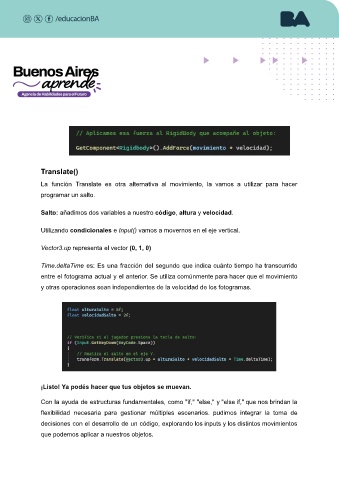 /educacionBA
BA
Buenos Aires
aprende
Agencia de Habilidades para el Futuro
// Aplicamos esa fuerza al RigidBody que acompañe al objeto:
GetComponent<Rigidbody>().AddForce(movimiento * velocidad);
Translate()
La función Translate es otra alternativa al movimiento, la vamos a utilizar para hacer
programar un salto.
Salto: añadimos dos variables a nuestro código, altura y velocidad.
Utilizando condicionales e Input() vamos a movernos en el eje vertical.
Vector3.up representa el vector (0, 1, 0)
Time.deltaTime es: Es una fracción del segundo que indica cuánto tiempo ha transcurrido
entre el fotograma actual y el anterior. Se utiliza comúnmente para hacer que el movimiento
y otras operaciones sean independientes de la velocidad de los fotogramas.
float alturaSalto = 5f;
float velocidadSalto = 2f;
// Verifica si el jugador presiona la tecla de salto:
if (Input.GetKeyDown(KeyCode.Space))
{
// Realiza el salto en el eje Y.
transform.Translate(Vector3.up * alturaSalto * velocidadSalto * Time.deltaTime);
}
¡Listo! Ya podés hacer que tus objetos se muevan.
Con la ayuda de estructuras fundamentales, como "if," "else," y "else if," que nos brindan la
flexibilidad necesaria para gestionar múltiples escenarios. pudimos integrar la toma de
decisiones con el desarrollo de un código, explorando los inputs y los distintos movimientos
que podemos aplicar a nuestros objetos.